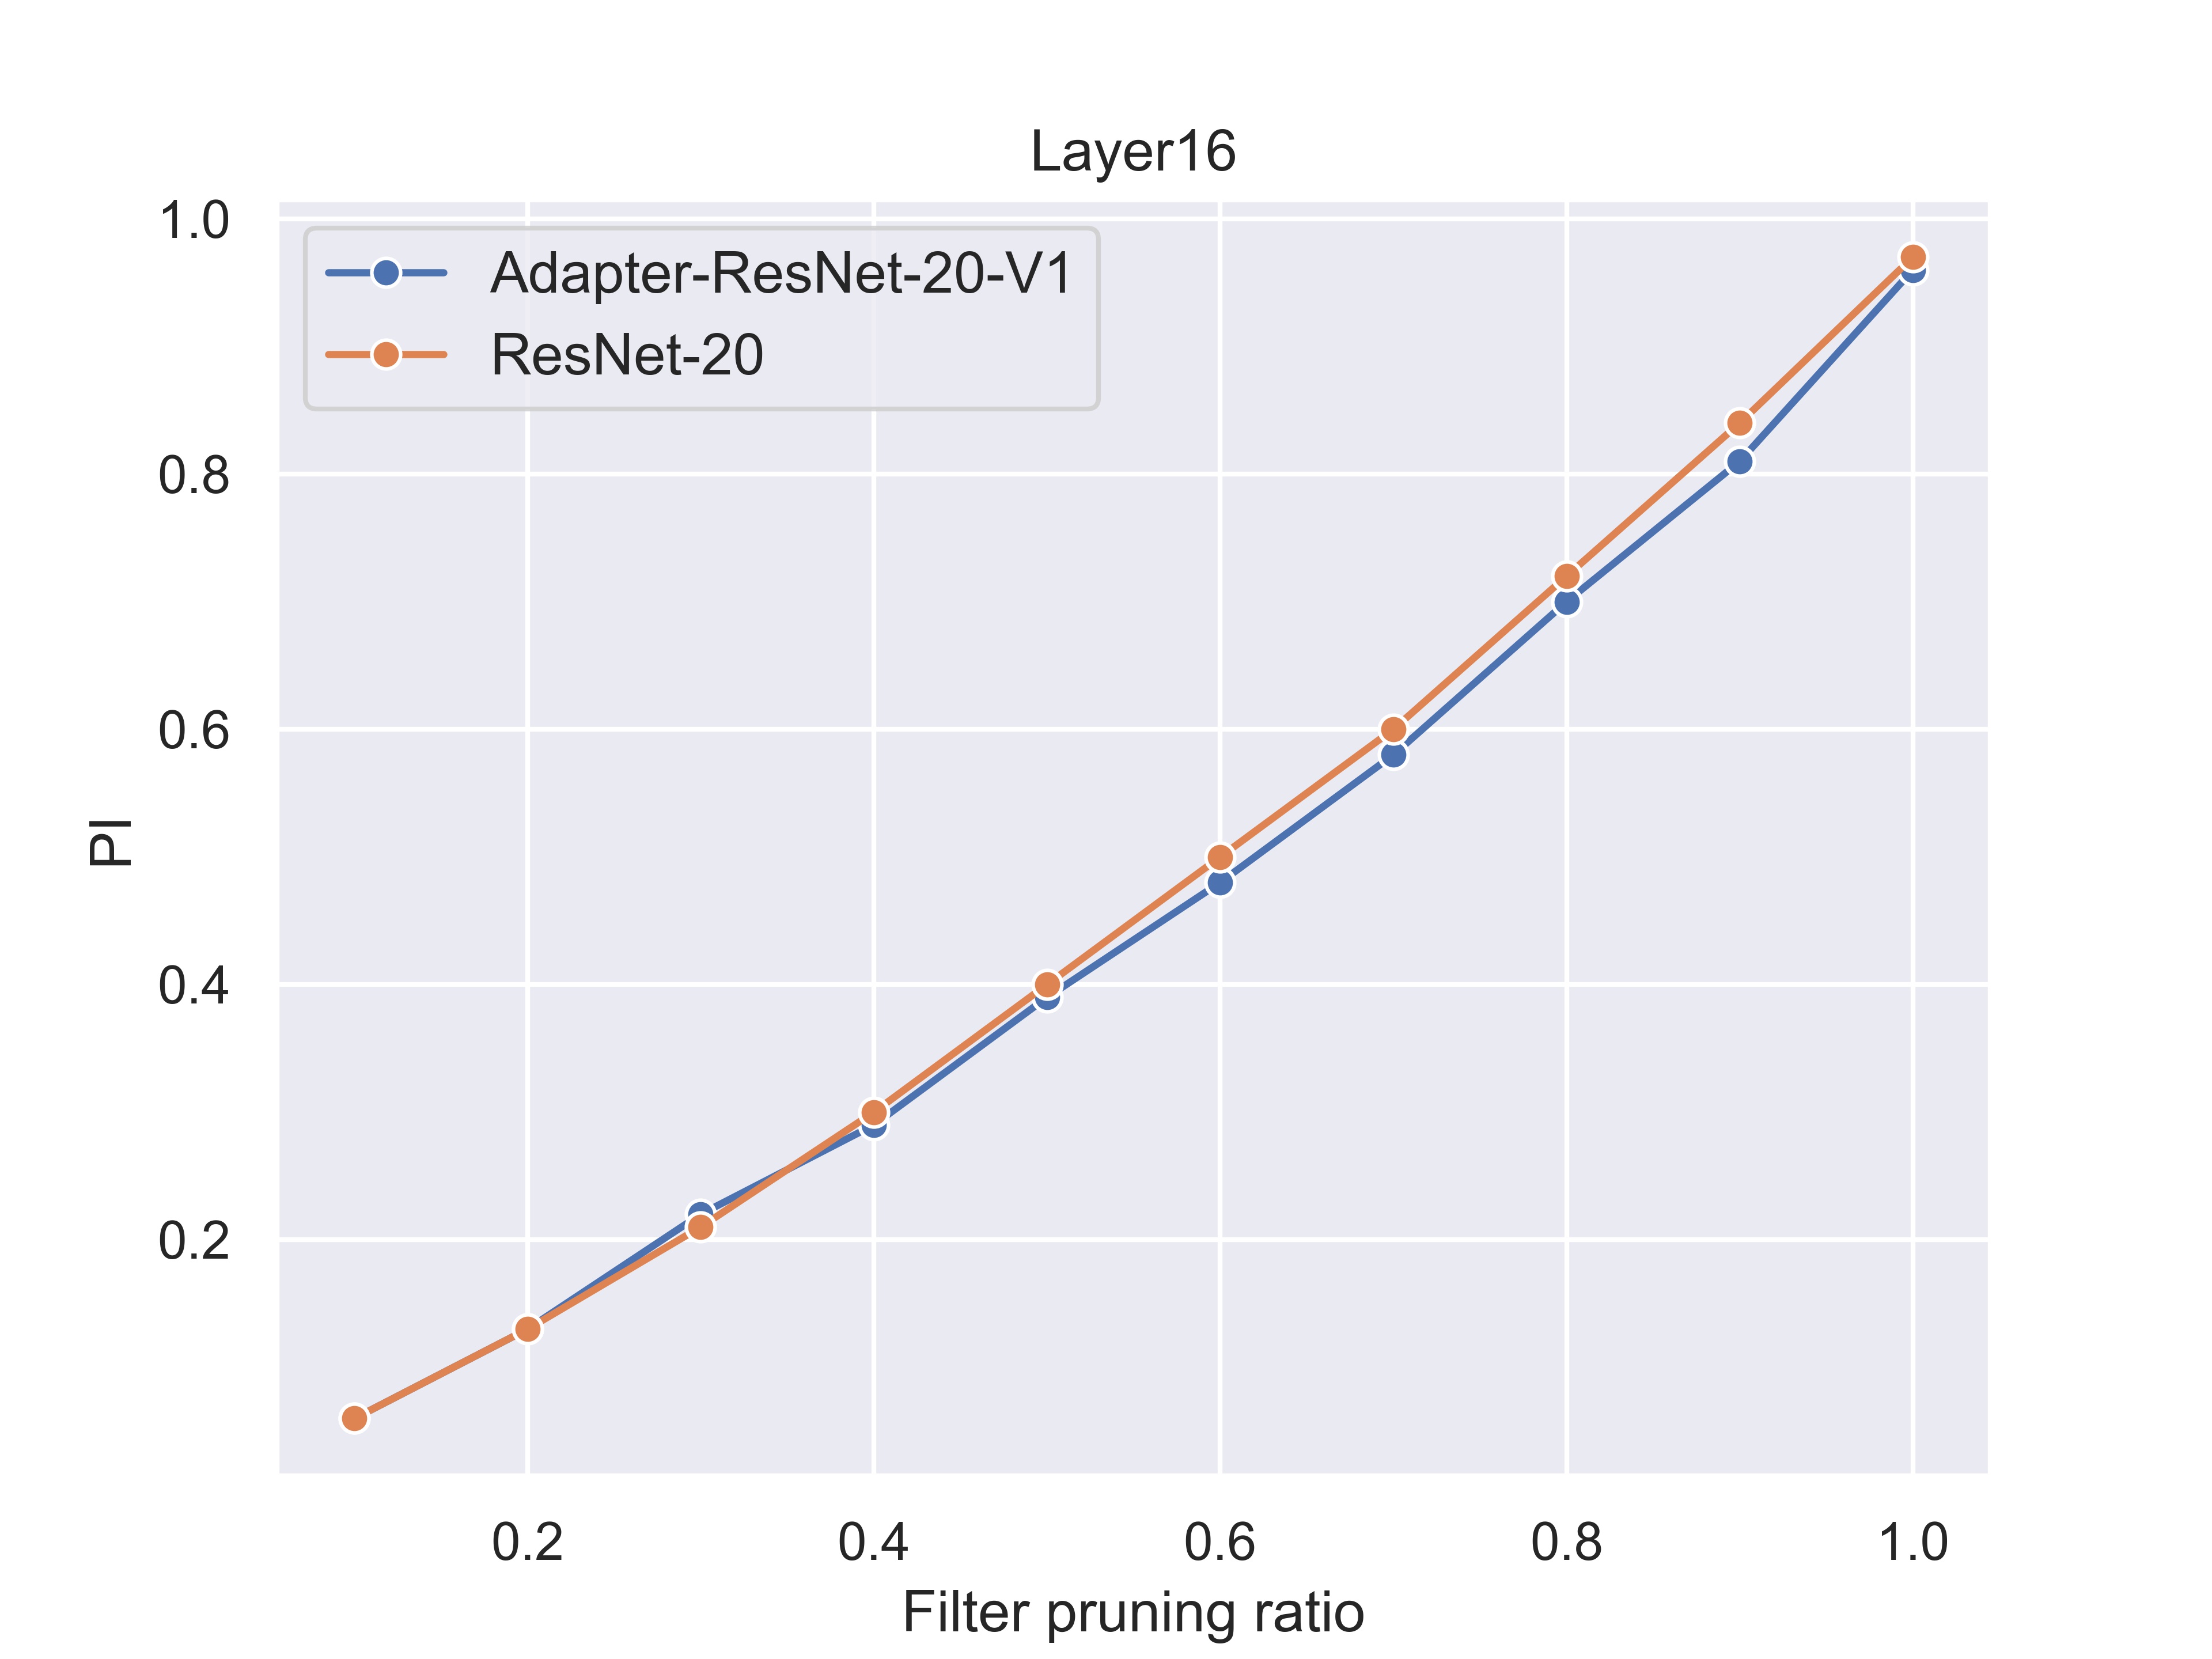 Layer16
1.0
Adapter-ResNet-20-V1
ResNet-20
0.8
0.6
PI
0.4
0.2
0.2 0.4 0.6 0.8 1.0
Filter pruning ratio